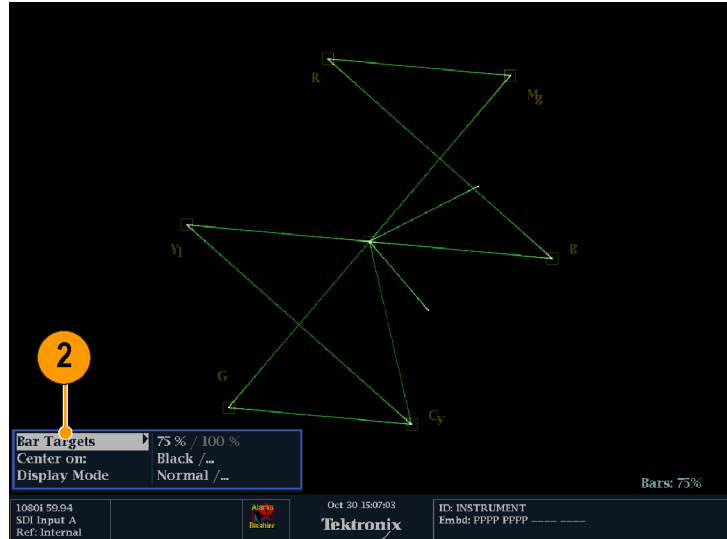 R
Mg
Yl
B
2
G
Cy
Bar Targets 75 % / 100 %
Center on: Black /...
Display Mode Normal /...
Bars: 75%
1080i 59.94
SDI Input A
Ref: Internal
Alarms
Disabled
Oct 30 15:07:03
Tektronix
ID: INSTRUMENT
Embd: PPPP PPPP ---- ----